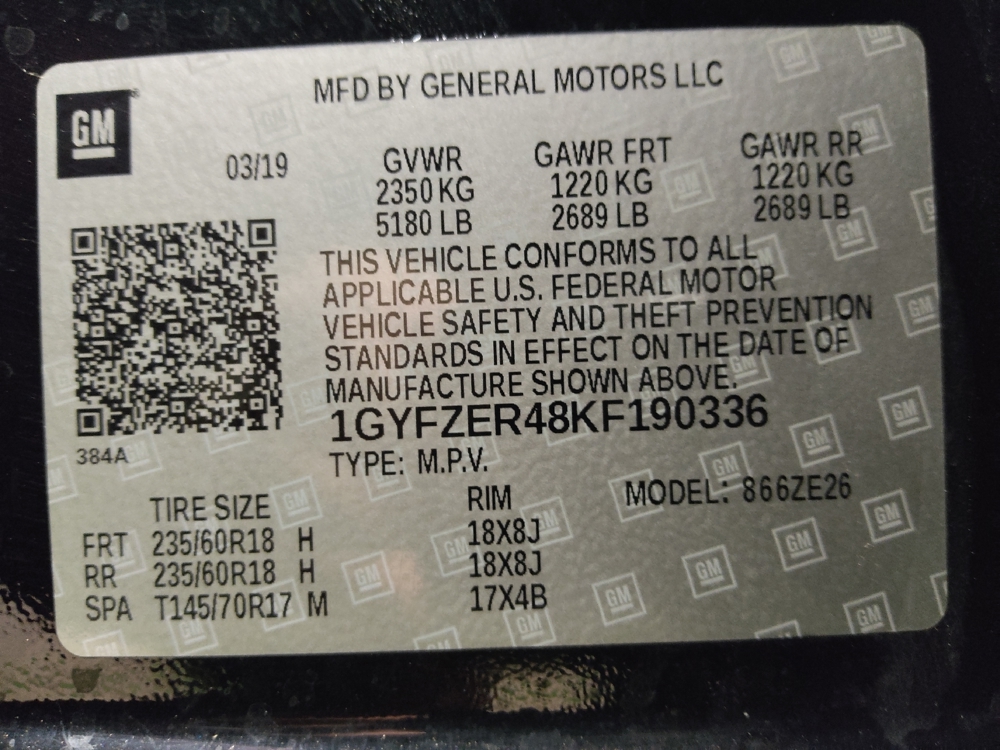 MFD BY GENERAL MOTORS LLC
GM
03/19 GVWR GAWR FRT GAWR RR
2350 KG 1220 KG 1220 KG
5180 LB 2689 LB 2689 LB
THIS VEHICLE CONFORMS TO ALL
APPLICABLE U.S. FEDERAL MOTOR
VEHICLE SAFETY AND THEFT PREVENTION
STANDARDS IN EFFECT ON THE DATE OF
MANUFACTURE SHOWN ABOVE.
1GYFZER48KF190336
384A
TYPE: M.P.V.
TIRE SIZE RIM MODEL: 866ZE26
FRT 235/60R18 H 18X8J
RR 235/60R18 H 18X8J
SPA T145/70R17 M 17X4B